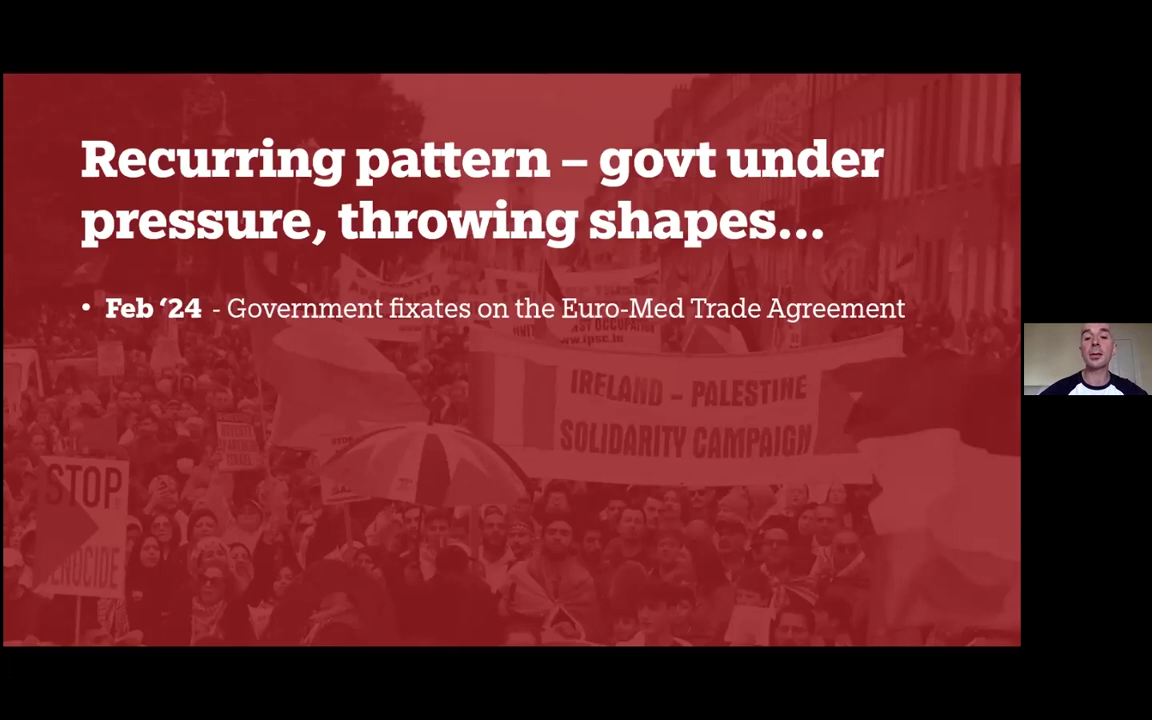 Recurring pattern – govt under
pressure, throwing shapes...
• Feb ‘24 - Government fixates on the Euro-Med Trade Agreement
IRELAND – PALESTINE
SOLIDARITY CAMPAIGN
STOP
GENOCIDE